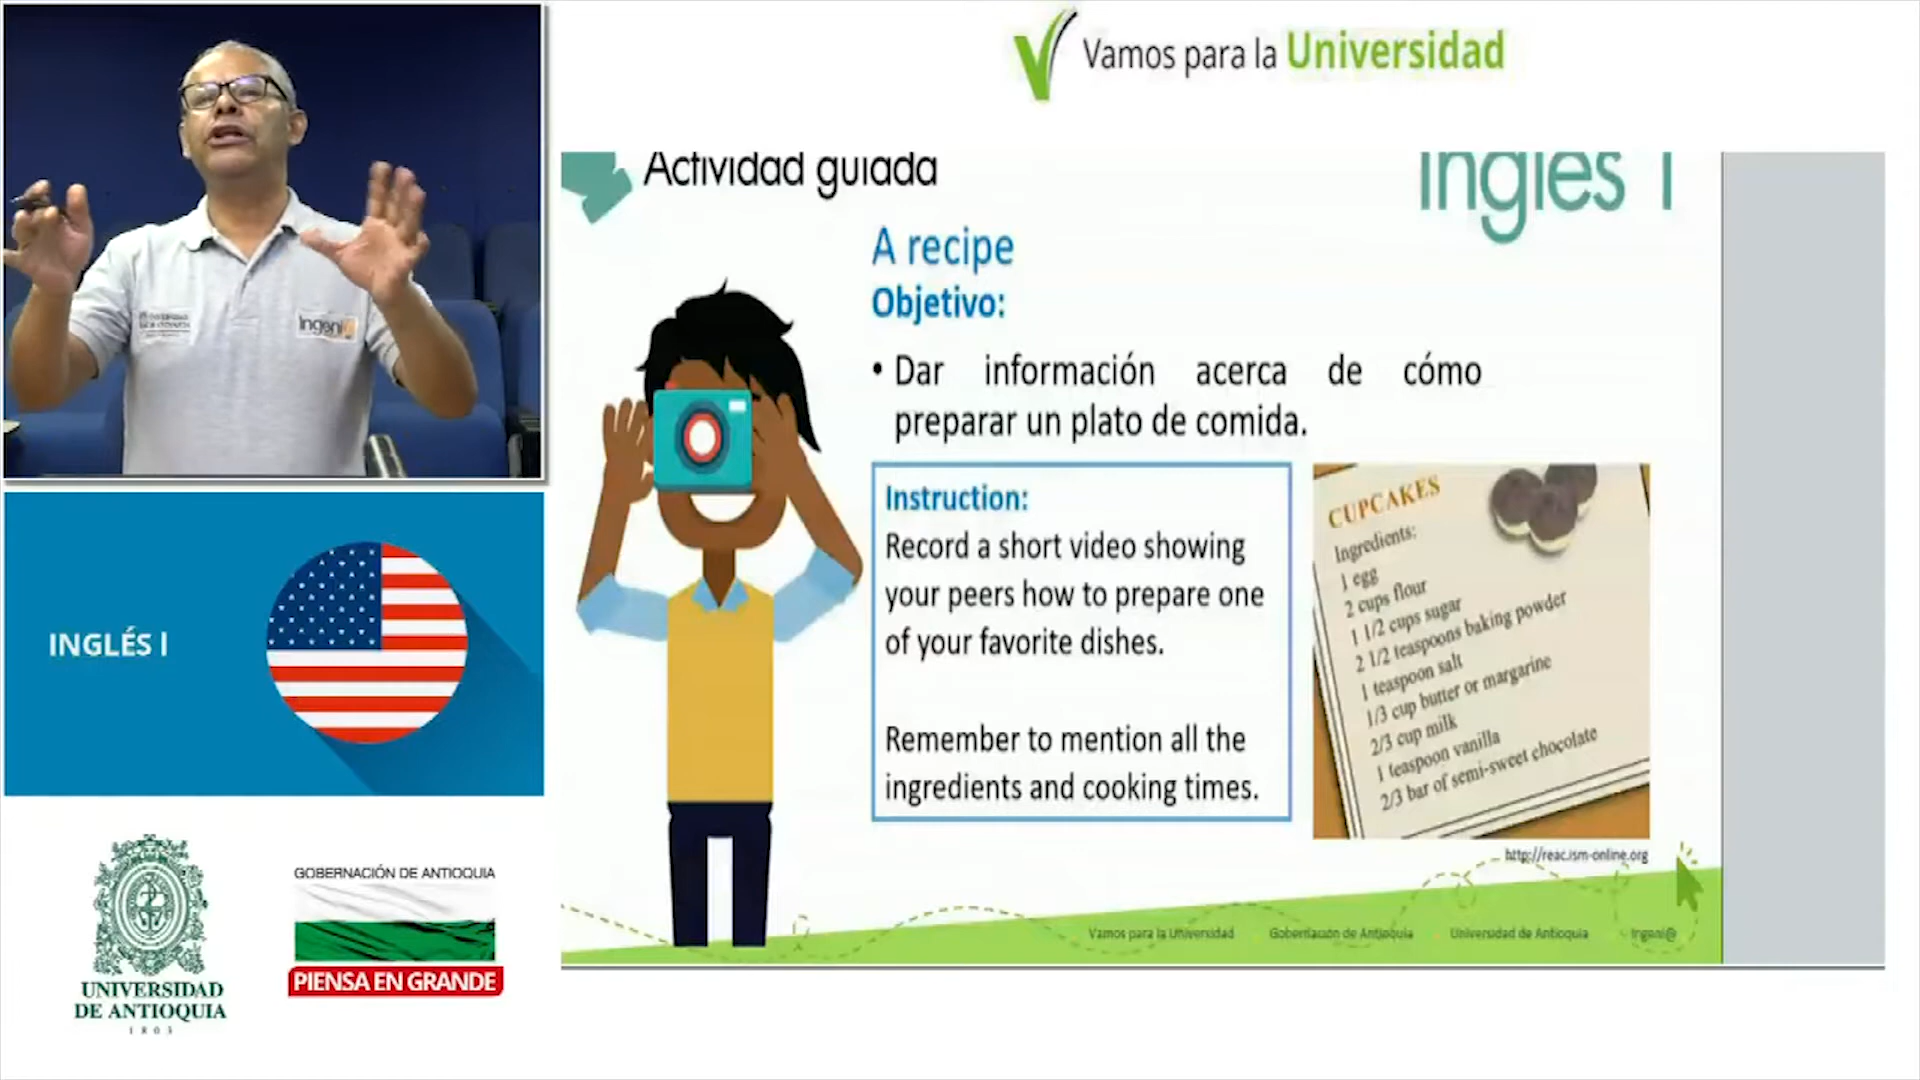 Vamos para la Universidad
Actividad guiada
Inglés I
A recipe
Objetivo:
• Dar información acerca de cómo
preparar un plato de comida.
Instruction:
Record a short video showing
your peers how to prepare one
of your favorite dishes.
Remember to mention all the
ingredients and cooking times.
CUPCAKES
Ingredients:
1 egg
2 cups flour
1 1/2 cups sugar
2 1/2 teaspoons baking powder
1 teaspoon salt
1/3 cup butter or margarine
2/3 cup milk
1 teaspoon vanilla
2/3 bar of semi-sweet chocolate
http://reac.ism-online.org
Vamos para la Universidad
Gobernación de Antioquia
Universidad de Antioquia
Ingeni@
Ingeni@
INGLÉS I
UNIVERSIDAD
DE ANTIOQUIA
1803
GOBERNACIÓN DE ANTIOQUIA
PIENSA EN GRANDE